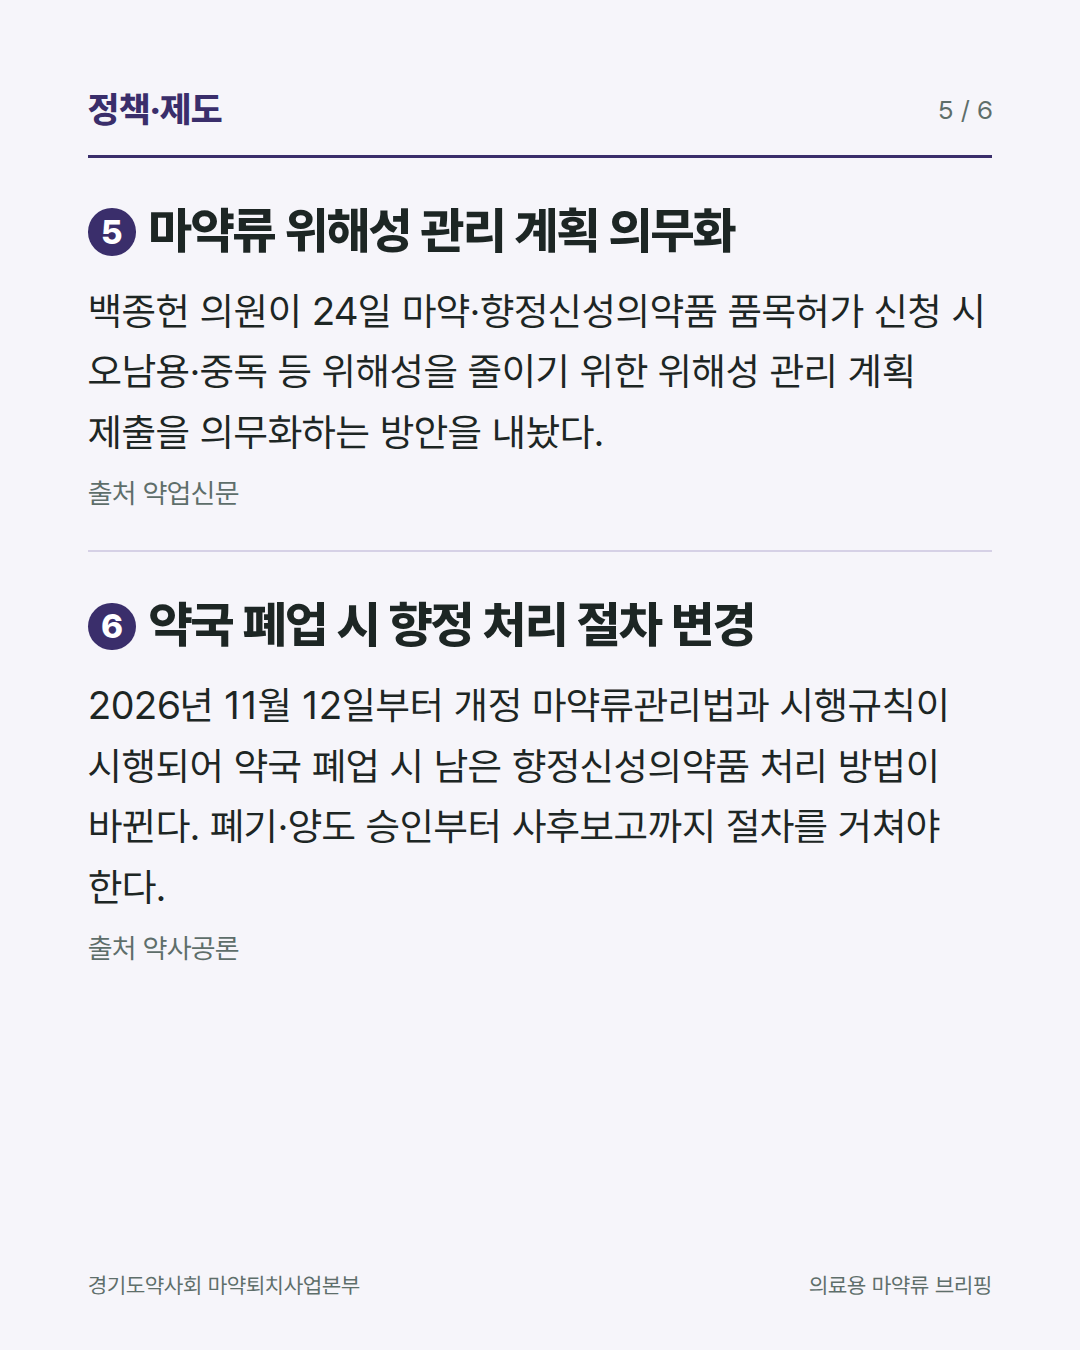 정책·제도
5 / 6
5 마약류 위해성 관리 계획 의무화
백종헌 의원이 24일 마약·향정신성의약품 품목허가 신청 시
오남용·중독 등 위해성을 줄이기 위한 위해성 관리 계획
제출을 의무화하는 방안을 내놨다.
출처 약업신문
6 약국 폐업 시 향정 처리 절차 변경
2026년 11월 12일부터 개정 마약류관리법과 시행규칙이
시행되어 약국 폐업 시 남은 향정신성의약품 처리 방법이
바뀐다. 폐기·양도 승인부터 사후보고까지 절차를 거쳐야
한다.
출처 약사공론
경기도약사회 마약퇴치사업본부
의료용 마약류 브리핑